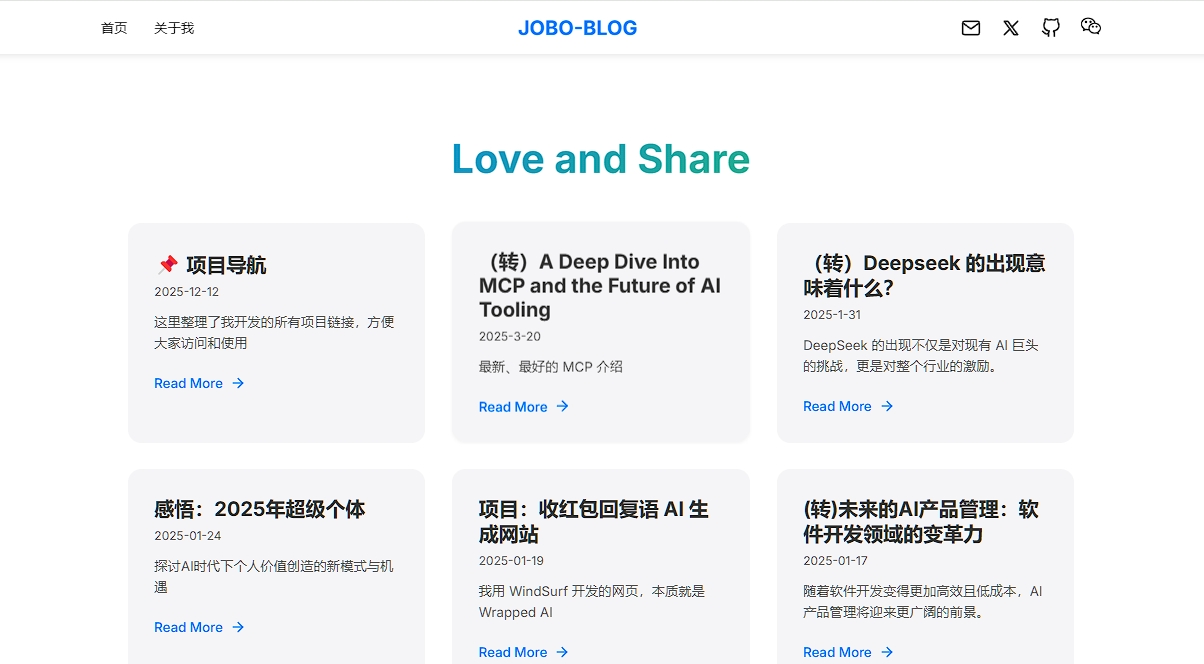 首页 关于我 JOBO-BLOG
Love and Share
📌 项目导航
2025-12-12
这里整理了我开发的所有项目链接，方便
大家访问和使用
Read More →
（转）A Deep Dive Into
MCP and the Future of AI
Tooling
2025-3-20
最新、最好的 MCP 介绍
Read More →
（转）Deepseek 的出现意
味着什么？
2025-1-31
DeepSeek 的出现不仅是对现有 AI 巨头
的挑战，更是对整个行业的激励。
Read More →
感悟：2025年超级个体
2025-01-24
探讨AI时代下个人价值创造的新模式与机
遇
Read More →
项目：收红包回复语 AI 生
成网站
2025-01-19
我用 WindSurf 开发的网页，本质就是
Wrapped AI
Read More →
(转)未来的AI产品管理：软
件开发领域的变革力
2025-01-17
随着软件开发变得更加高效且低成本，AI
产品管理将迎来更广阔的前景。
Read More →